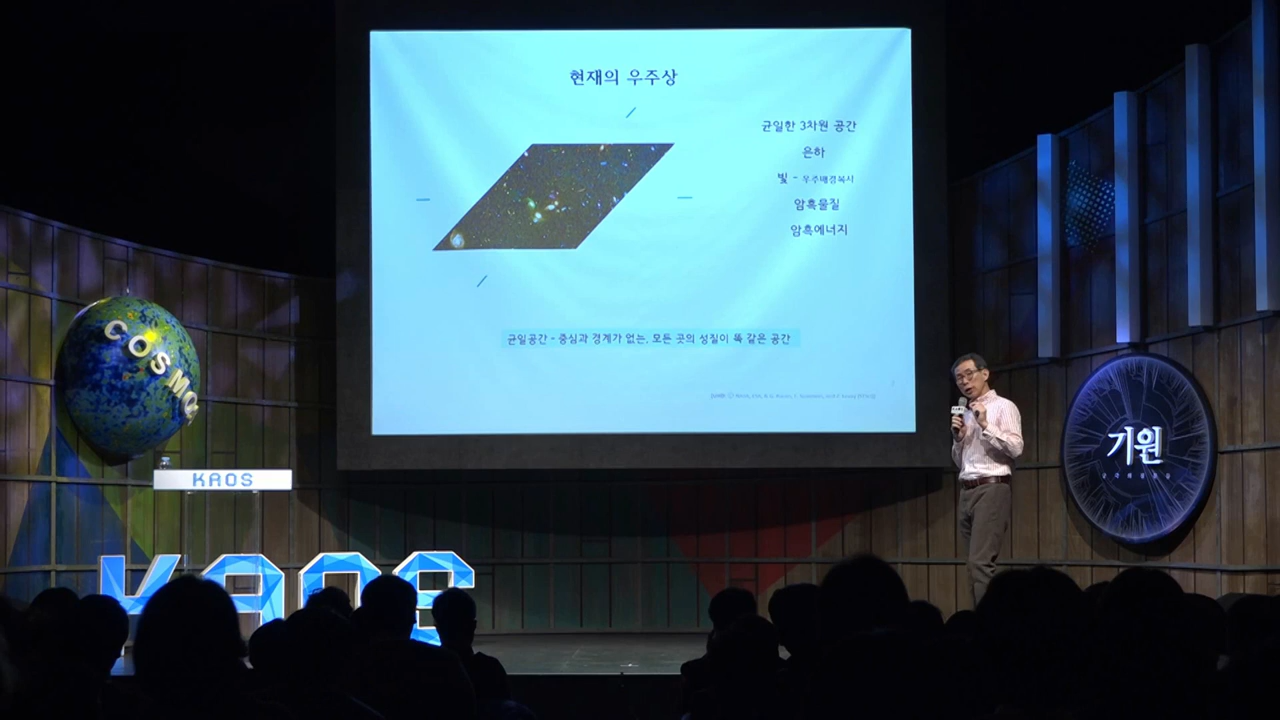 현재의 우주상
균일한 3차원 공간
은하
빛 - 우주배경복사
암흑물질
암흑에너지
균일공간 - 중심과 경계가 없는, 모든 곳의 성질이 똑 같은 공간
COSMO
KAOS
KAOS
기원